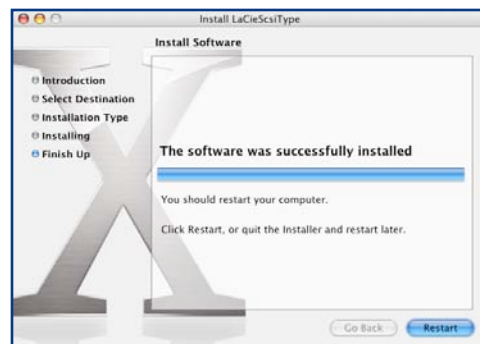 Install LaCieScsiType
Install Software
Introduction
Select Destination
Installation Type
Installing
Finish Up
The software was successfully installed
You should restart your computer.
Click Restart, or quit the Installer and restart later.
Go Back
Restart